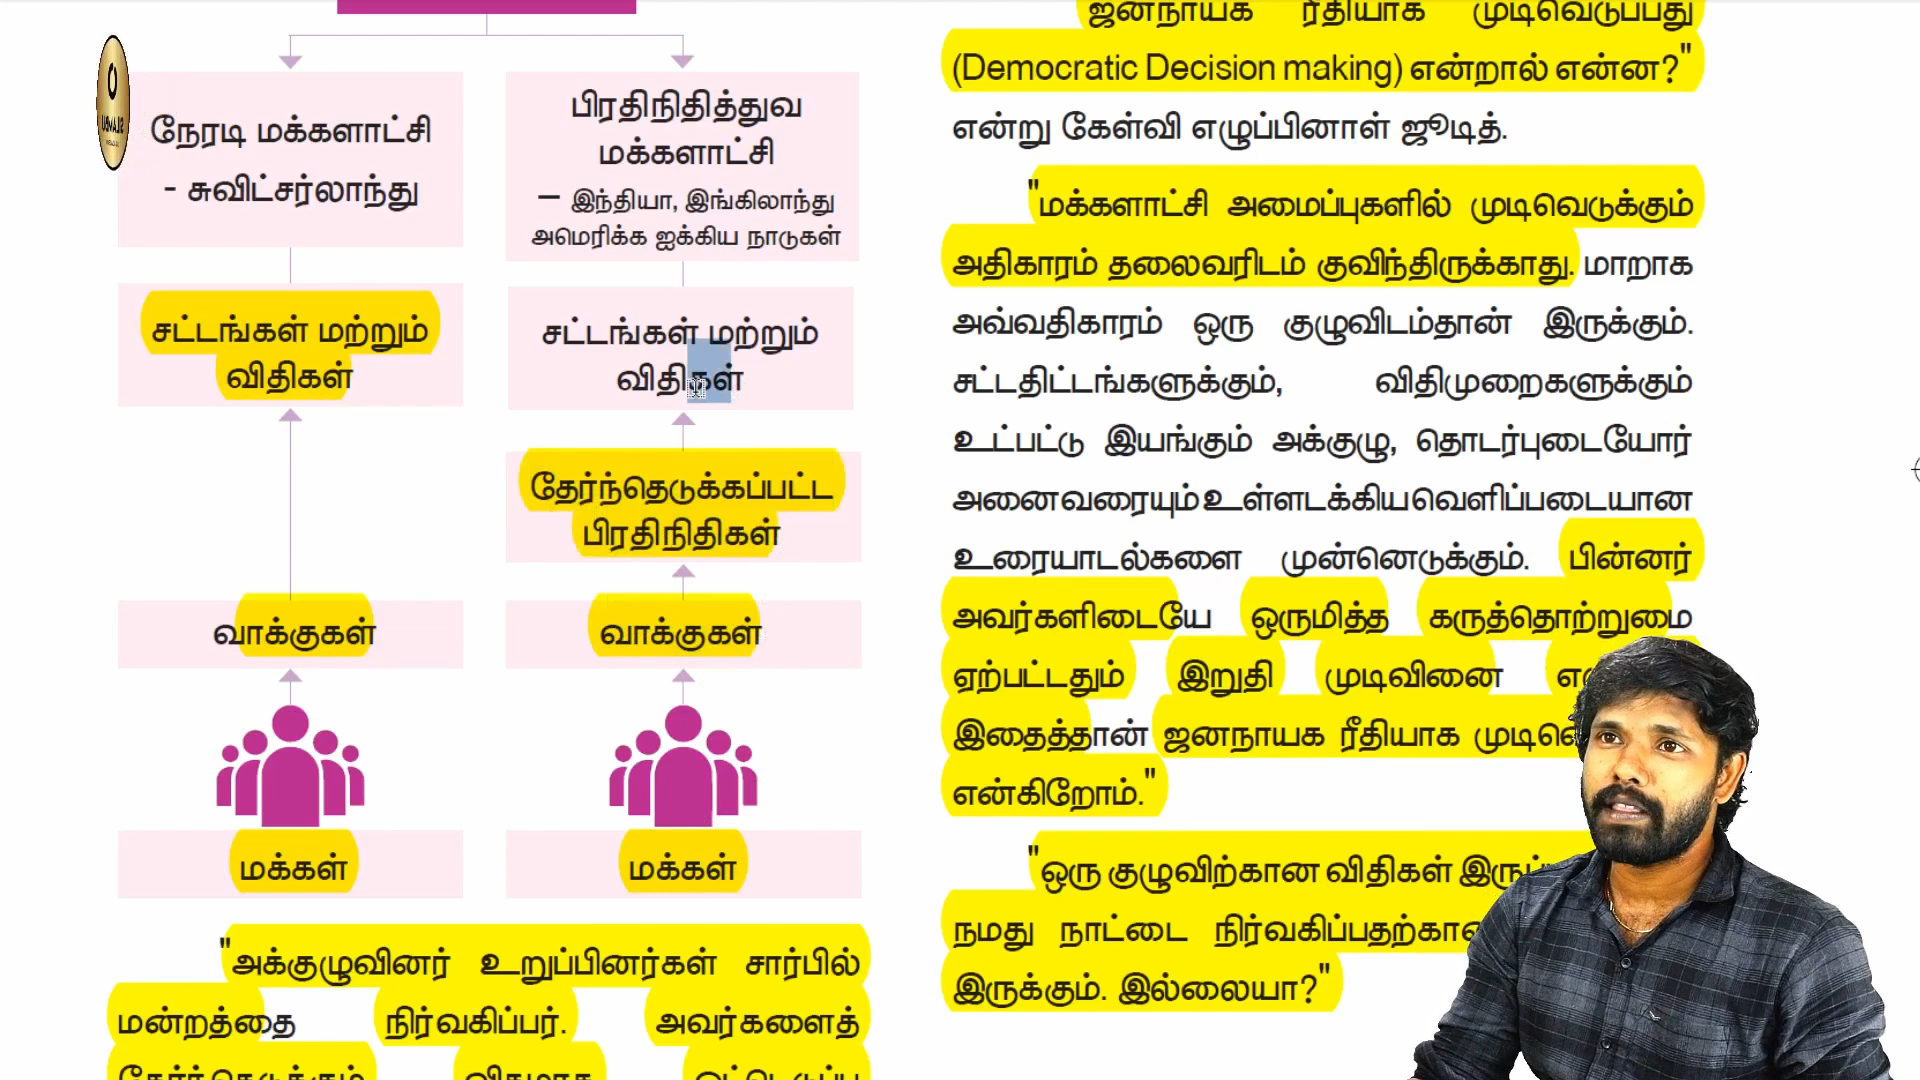 நேரடி மக்களாட்சி
- சுவிட்சர்லாந்து
சட்டங்கள் மற்றும்
விதிகள்
வாக்குகள்
மக்கள்
பிரதிநிதித்துவ
மக்களாட்சி
– இந்தியா, இங்கிலாந்து
அமெரிக்க ஐக்கிய நாடுகள்
சட்டங்கள் மற்றும்
விதிகள்
தேர்ந்தெடுக்கப்பட்ட
பிரதிநிதிகள்
வாக்குகள்
மக்கள்
"அக்குழுவினர் உறுப்பினர்கள் சார்பில்
மன்றத்தை நிர்வகிப்பர். அவர்களைத்
ஜனநாயக ரீதியாக முடிவெடுப்பது
(Democratic Decision making) என்றால் என்ன?"
என்று கேள்வி எழுப்பினாள் ஜூடித்.
"மக்களாட்சி அமைப்புகளில் முடிவெடுக்கும்
அதிகாரம் தலைவரிடம் குவிந்திருக்காது. மாறாக
அவ்வதிகாரம் ஒரு குழுவிடம்தான் இருக்கும்.
சட்டதிட்டங்களுக்கும், விதிமுறைகளுக்கும்
உட்பட்டு இயங்கும் அக்குழு, தொடர்புடையோர்
அனைவரையும் உள்ளடக்கிய வெளிப்படையான
உரையாடல்களை முன்னெடுக்கும். பின்னர்
அவர்களிடையே ஒருமித்த கருத்தொற்றுமை
ஏற்பட்டதும் இறுதி முடிவினை
இதைத்தான் ஜனநாயக ரீதியாக
என்கிறோம்."
"ஒரு குழுவிற்கான விதிகள்
நமது நாட்டை
இருக்கும். இல்லையா?"